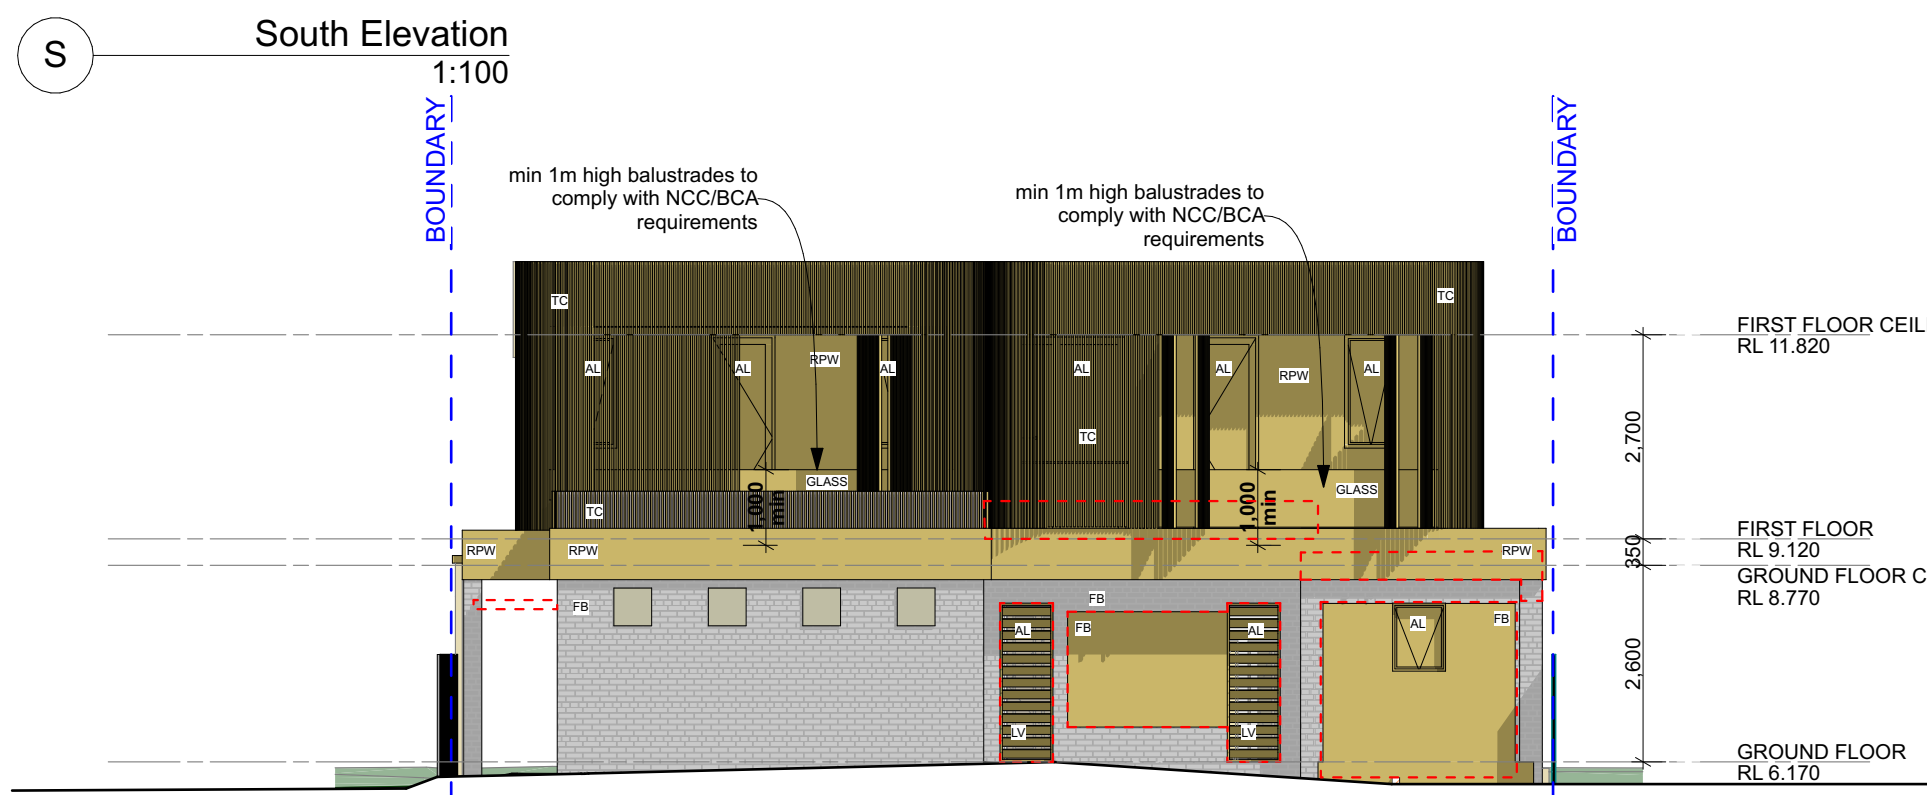 S
South Elevation
1:100
BOUNDARY
BOUNDARY
min 1m high balustrades to
comply with NCC/BCA
requirements
min 1m high balustrades to
comply with NCC/BCA
requirements
TC
TC
FIRST FLOOR CEIL
RL 11.820
AL
AL
RPW
AL
AL
AL
RPW
AL
2,700
TC
GLASS
GLASS
1,000
min
1,000
min
TC
FIRST FLOOR
RL 9.120
350
RPW
RPW
RPW
GROUND FLOOR C
RL 8.770
FB
FB
AL
FB
AL
AL
FB
2,600
LV
LV
GROUND FLOOR
RL 6.170